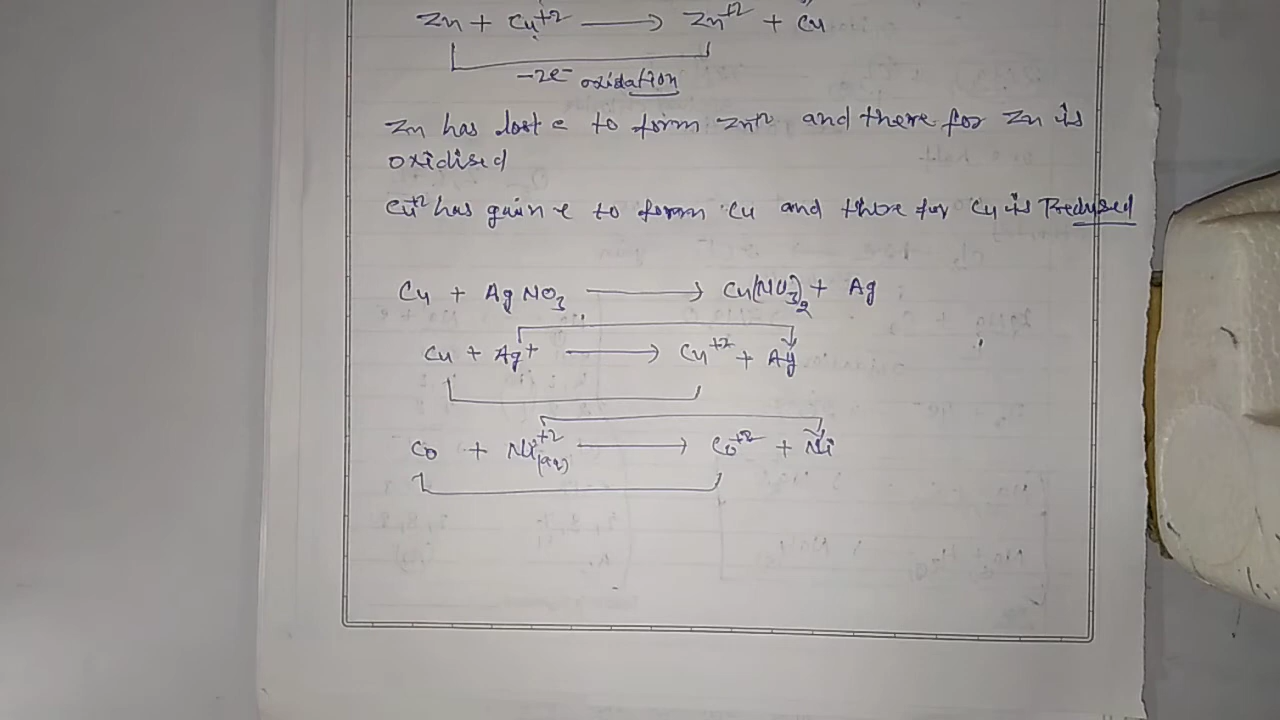 Zn + Cu+2 → Zn+2 + Cu
-2e- oxidation
Zn has lost e to form Zn+2 and there for Zn is
oxidised
Cu+2 has gain e to form Cu and there for Cu is Redused
Cu + AgNO3 → Cu(NO3)2 + Ag
Cu + Ag+ → Cu+2 + Ag
Co + Ni+2(aq) → Co+2 + Ni